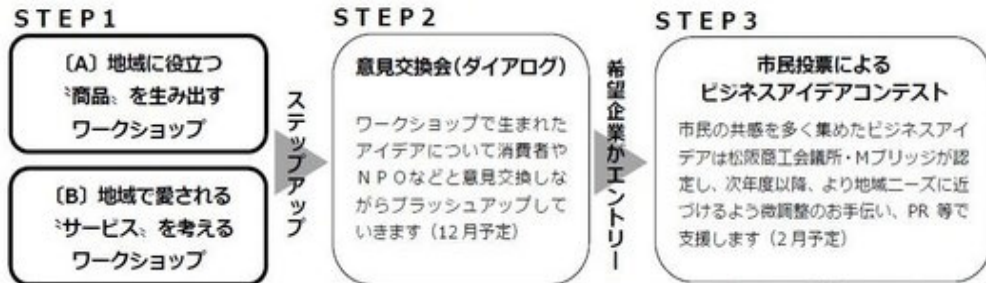 STEP1
〔A〕地域に役立つ
〝商品〟を生み出す
ワークショップ
〔B〕地域で愛される
〝サービス〟を考える
ワークショップ
ステップアップ
STEP2
意見交換会(ダイアログ)
ワークショップで生まれた
アイデアについて消費者や
NPOなどと意見交換しな
がらブラッシュアップして
いきます(12月予定)
希望企業がエントリー
STEP3
市民投票による
ビジネスアイデアコンテスト
市民の共感を多く集めたビジネスアイ
デアは松阪商工会議所・Mブリッジが認
定し、次年度以降、より地域ニーズに近
づけるよう微調整のお手伝い、PR 等で
支援します(2月予定)